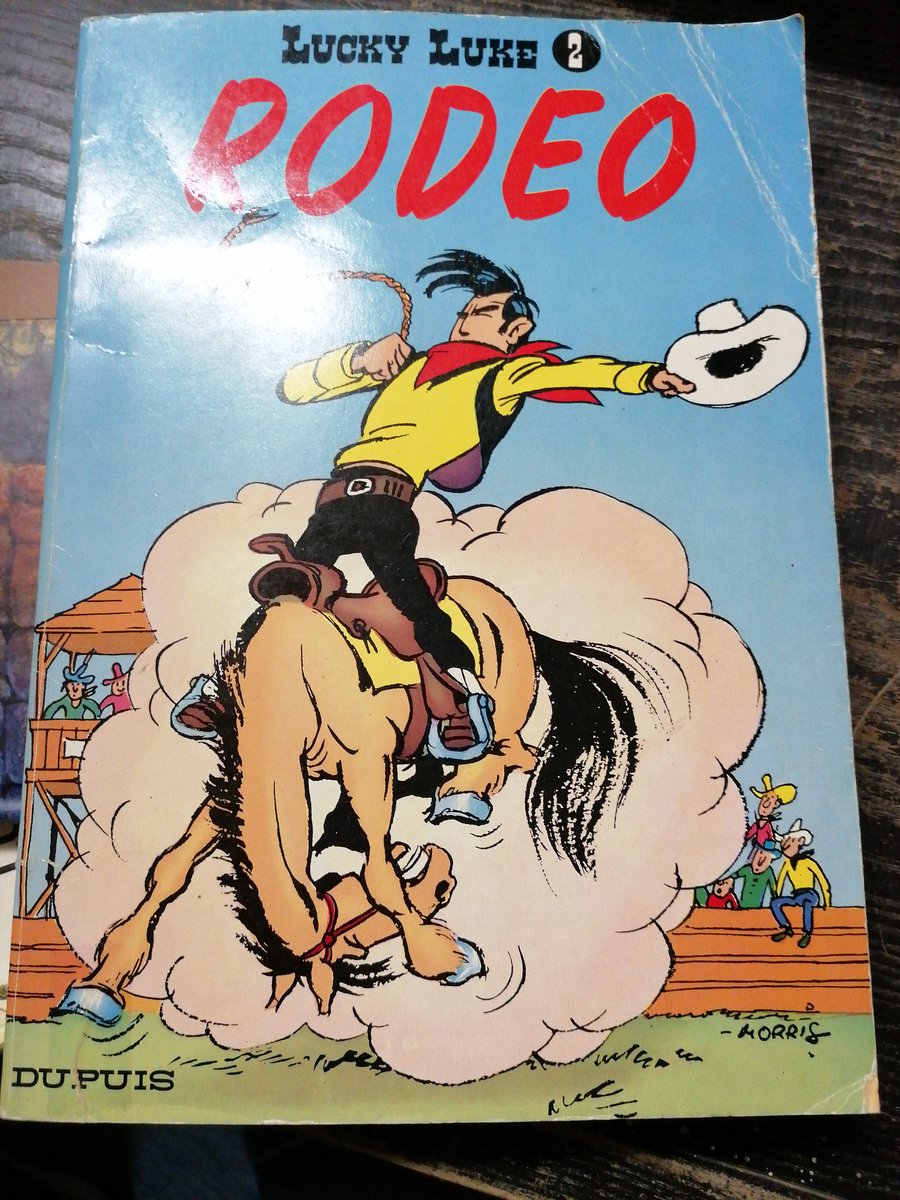 LUCKY LUKE 2
RODEO
-MORRIS
DUPUIS